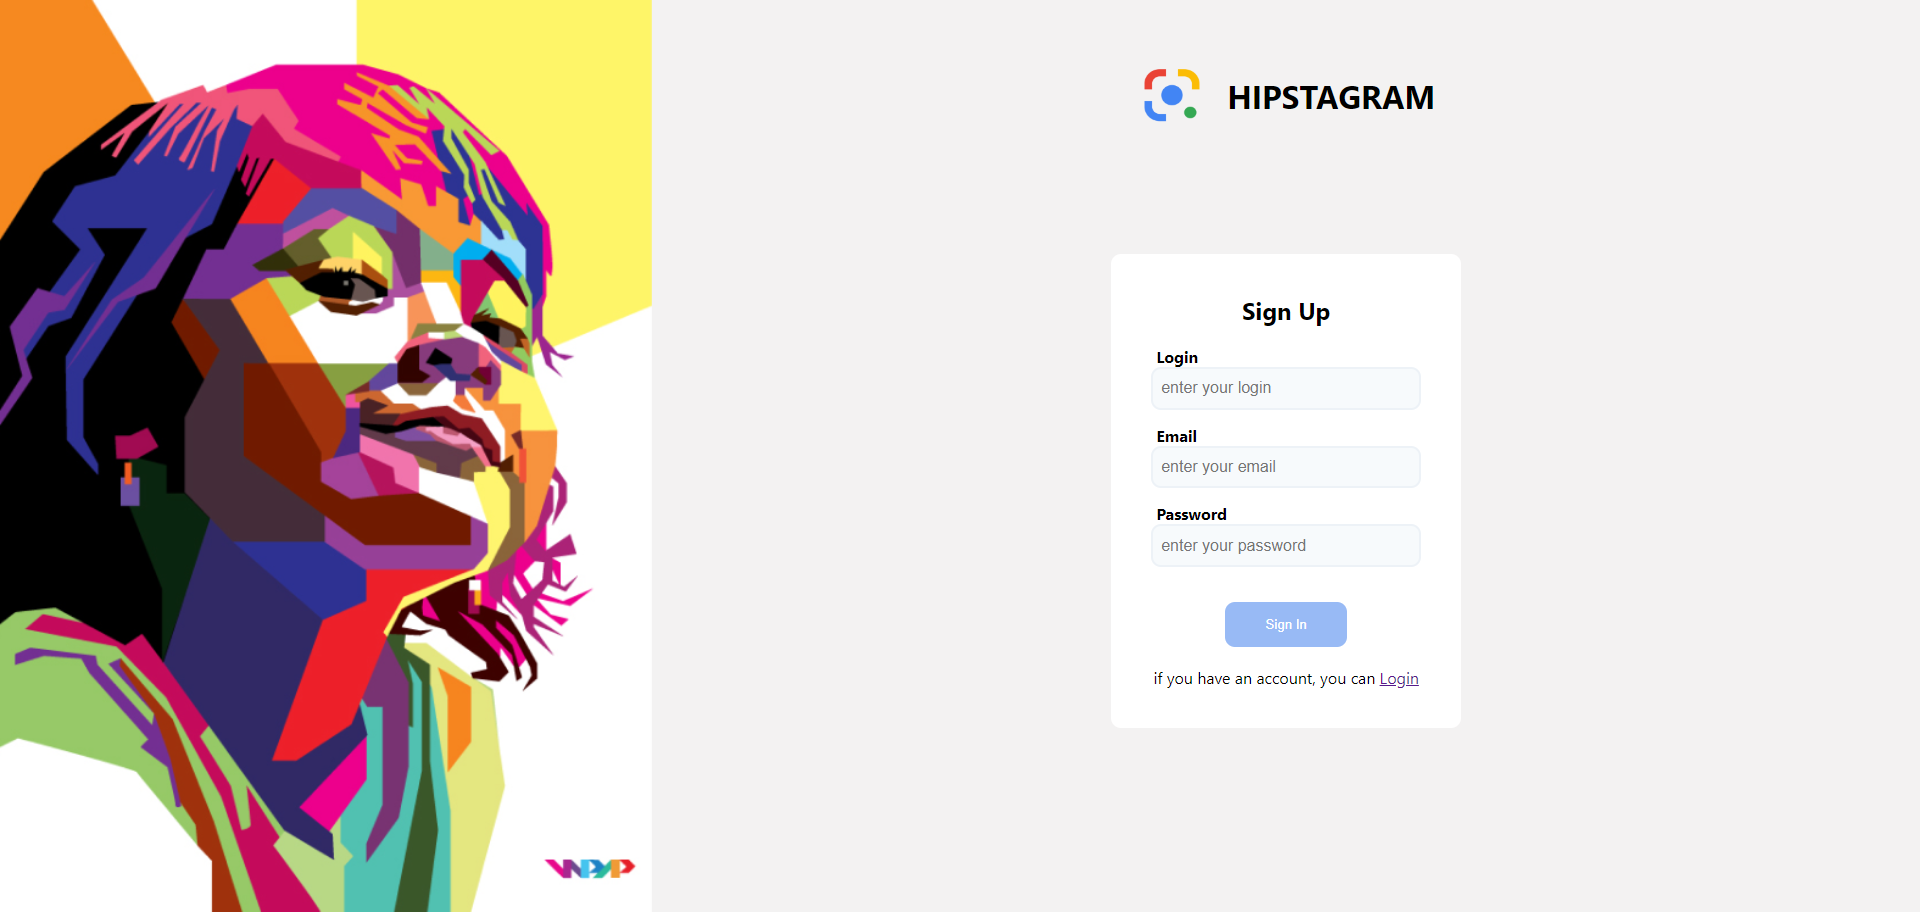 HIPSTAGRAM
Sign Up
Login
enter your login
Email
enter your email
Password
enter your password
Sign In
if you have an account, you can Login